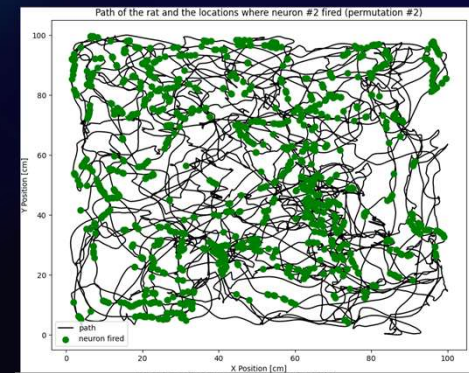 Path of the rat and the locations where neuron #2 fired (permutation #2)
100
80
60
40
20
0
Y Position [cm]
path
neuron fired
0 20 40 60 80 100
X Position [cm]